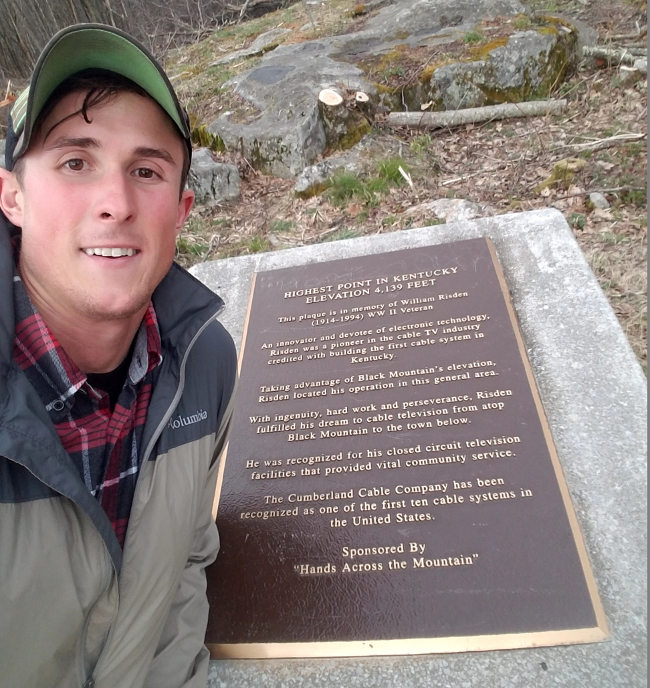 Columbia
HIGHEST POINT IN KENTUCKY
ELEVATION 4,139 FEET
This plaque is in memory of William Risden
(1914-1994) WW II Veteran
An innovator and devotee of electronic technology,
Risden was a pioneer in the cable TV industry
credited with building the first cable system in
Kentucky.
Taking advantage of Black Mountain's elevation,
Risden located his operation in this general area.
With ingenuity, hard work and perseverance, Risden
fulfilled his dream to cable television from atop
Black Mountain to the town below.
He was recognized for his closed circuit television
facilities that provided vital community service.
The Cumberland Cable Company has been
recognized as one of the first ten cable systems in
the United States.
Sponsored By
"Hands Across the Mountain"